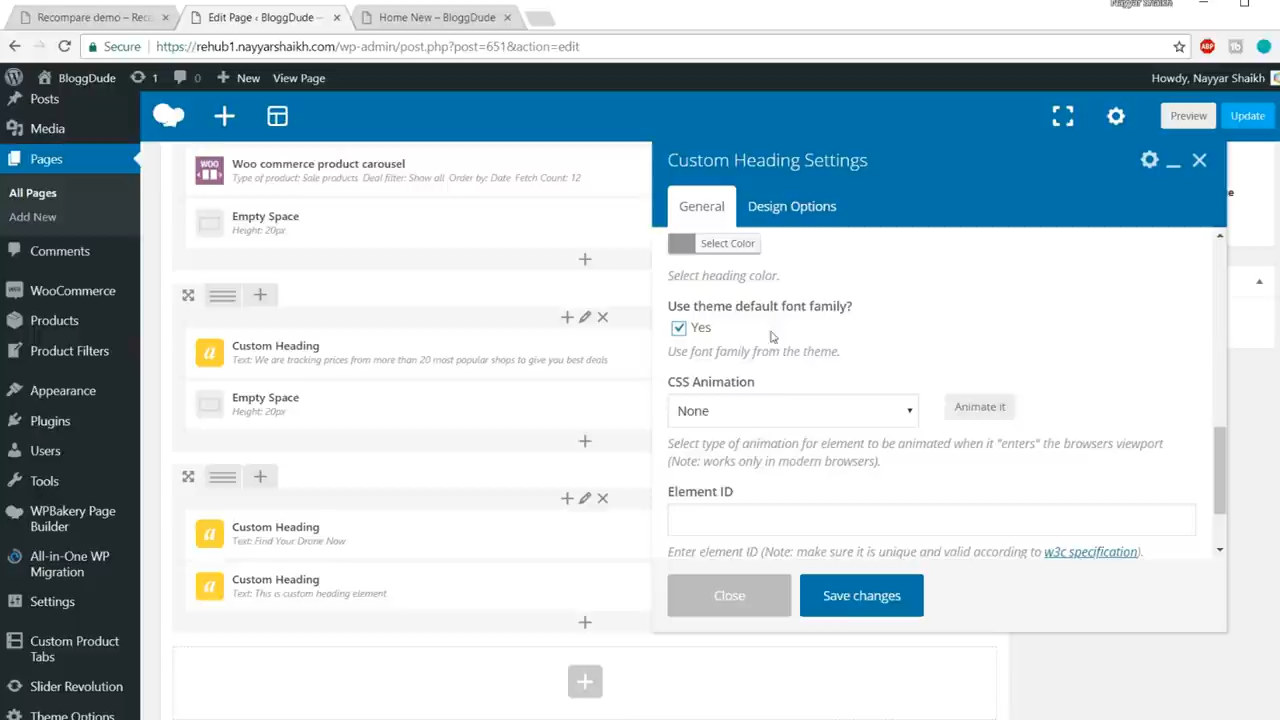 Nayyar Shaikh
Recompare demo – Reco
Edit Page ‹ BloggDude —
Home New – BloggDude
Secure
https://rehub1.nayyarshaikh.com/wp-admin/post.php?post=651&action=edit
ABP
BloggDude
1
0
New
View Page
Howdy, Nayyar Shaikh
Posts
Media
Pages
All Pages
Add New
Comments
WooCommerce
Products
Product Filters
Appearance
Plugins
Users
Tools
WPBakery Page
Builder
All-in-One WP
Migration
Settings
Custom Product
Tabs
Slider Revolution
Theme Options
Preview
Update
WOO
Woo commerce product carousel
Type of product: Sale products Deal filter: Show all Order by: Date Fetch Count: 12
Empty Space
Height: 20px
Custom Heading
Text: We are tracking prices from more than 20 most popular shops to give you best deals
Empty Space
Height: 20px
Custom Heading
Text: Find Your Drone Now
Custom Heading
Text: This is custom heading element
Custom Heading Settings
General
Design Options
Select Color
Select heading color.
Use theme default font family?
Yes
Use font family from the theme.
CSS Animation
None
Animate it
Select type of animation for element to be animated when it "enters" the browsers viewport
(Note: works only in modern browsers).
Element ID
Enter element ID (Note: make sure it is unique and valid according to w3c specification).
Close
Save changes